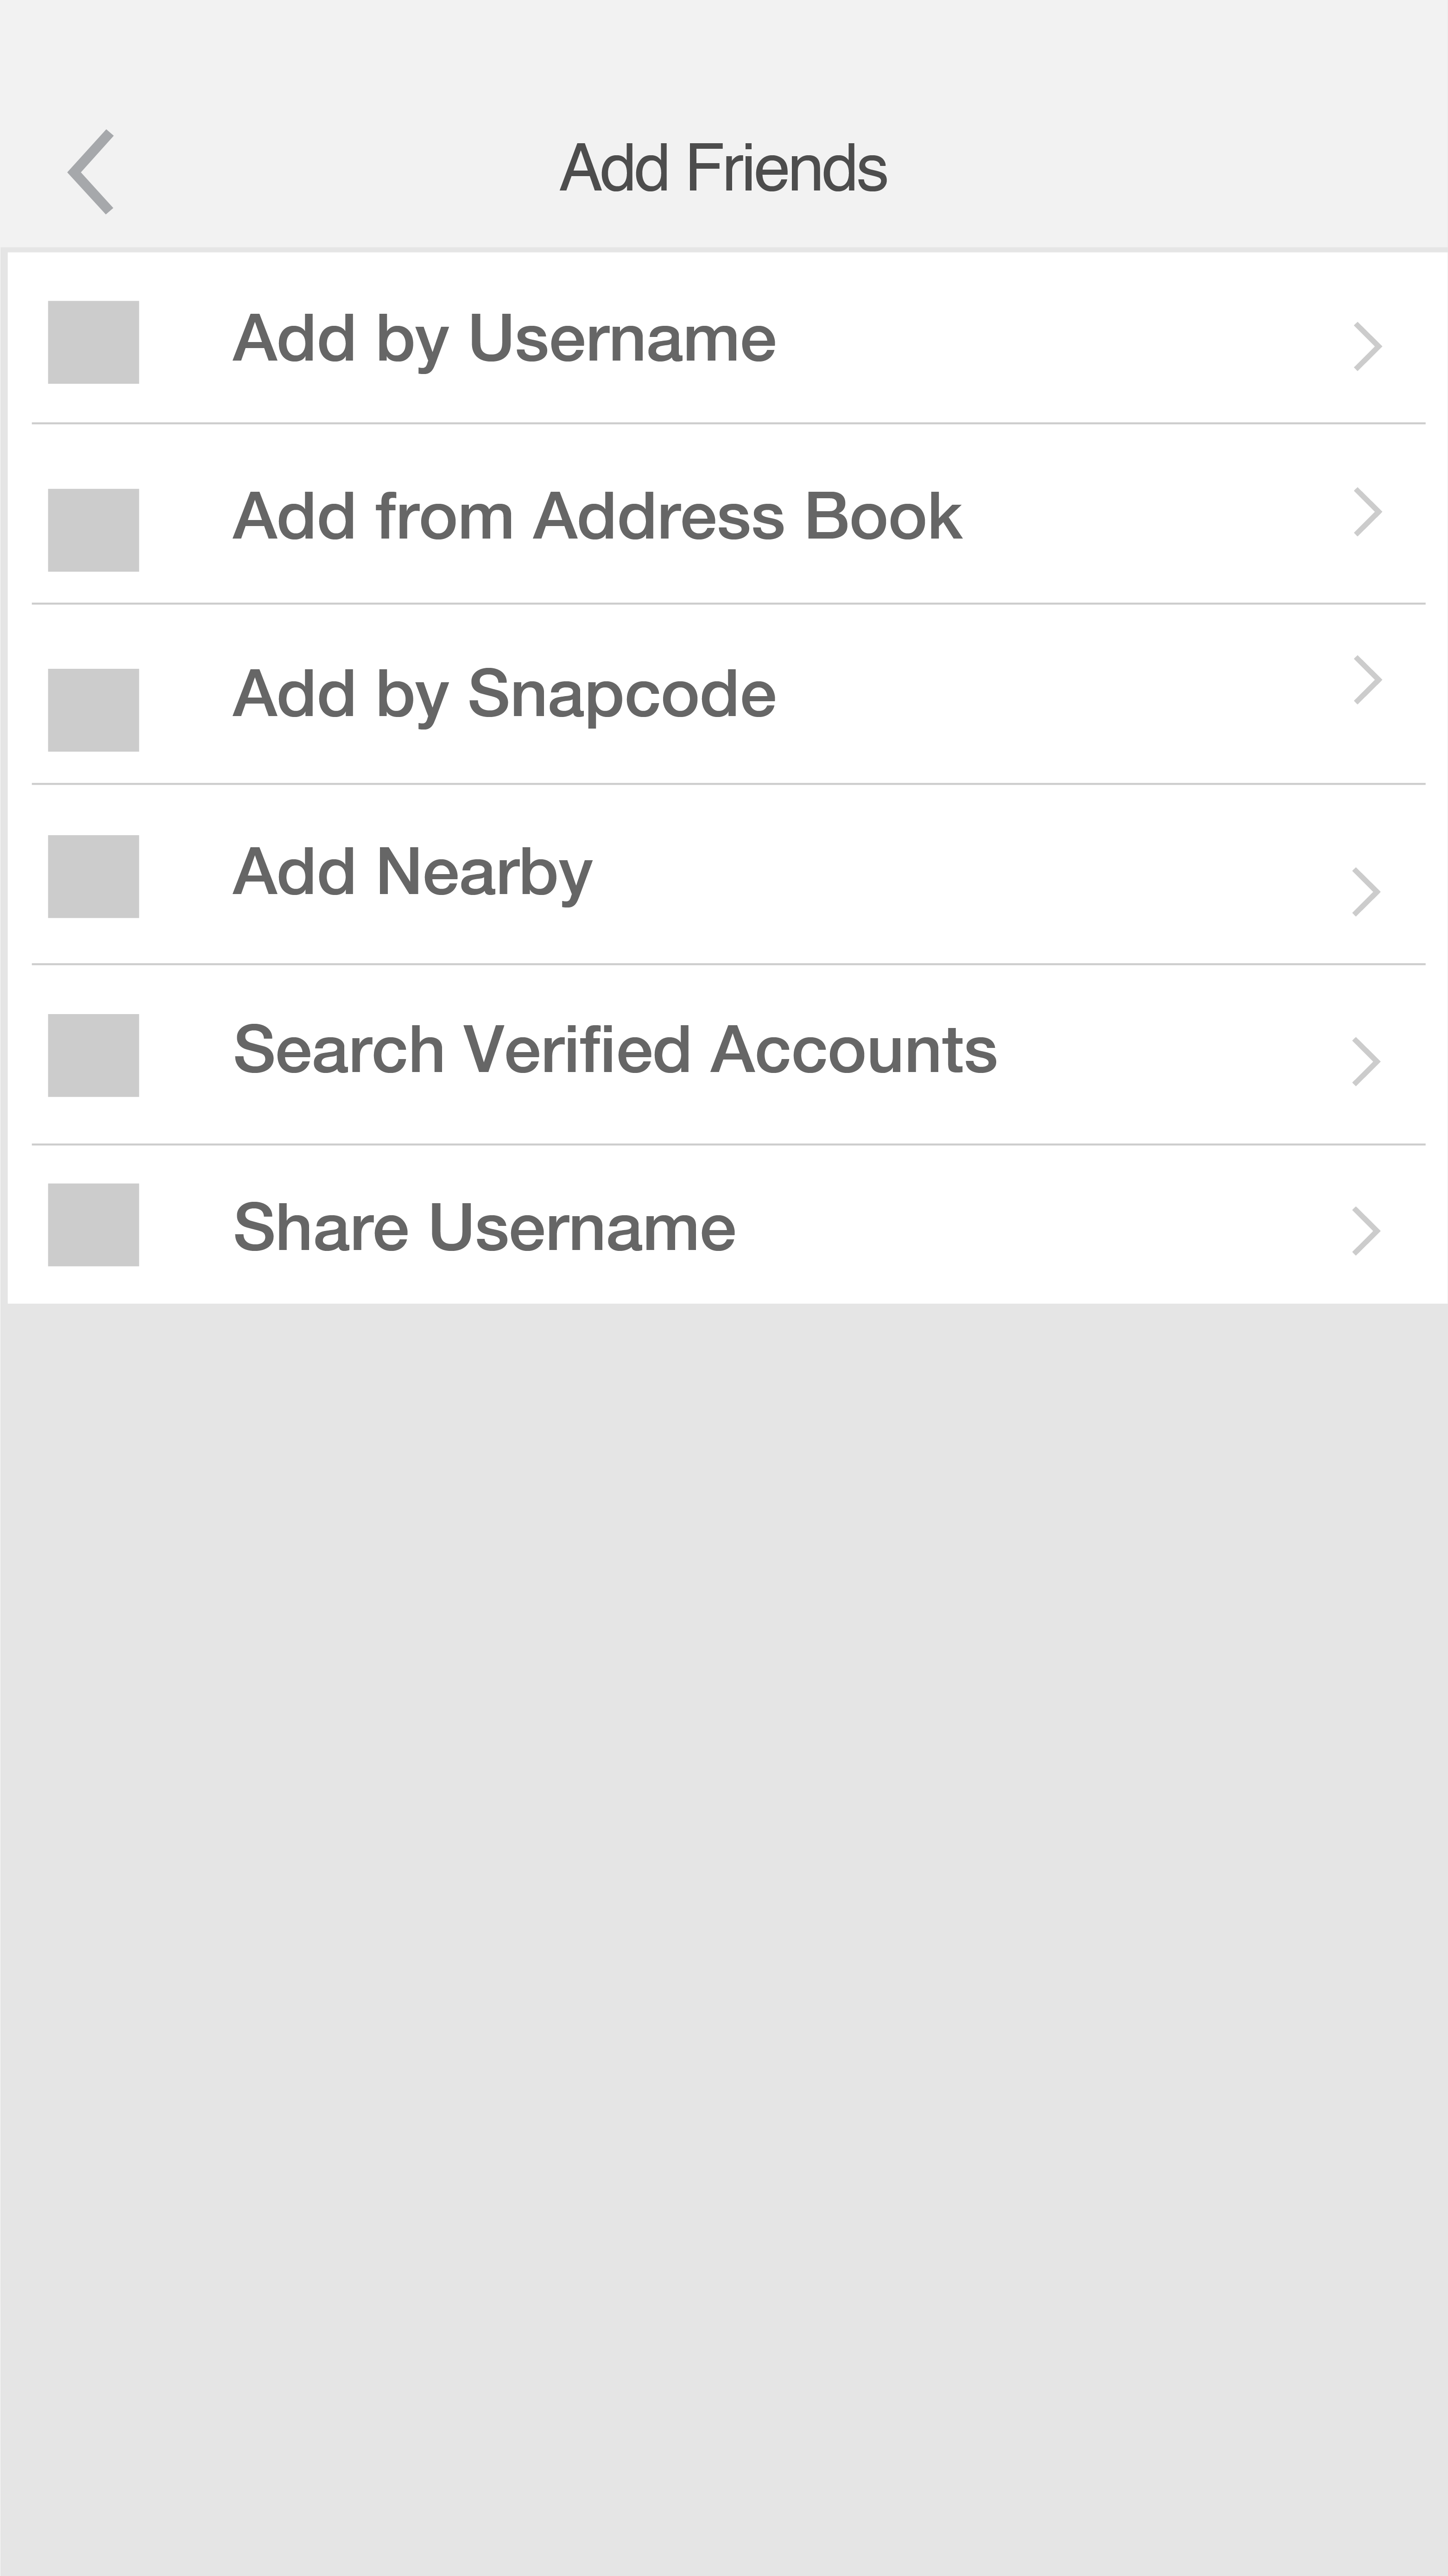 Add Friends
Add by Username
Add from Address Book
Add by Snapcode
Add Nearby
Search Verified Accounts
Share Username